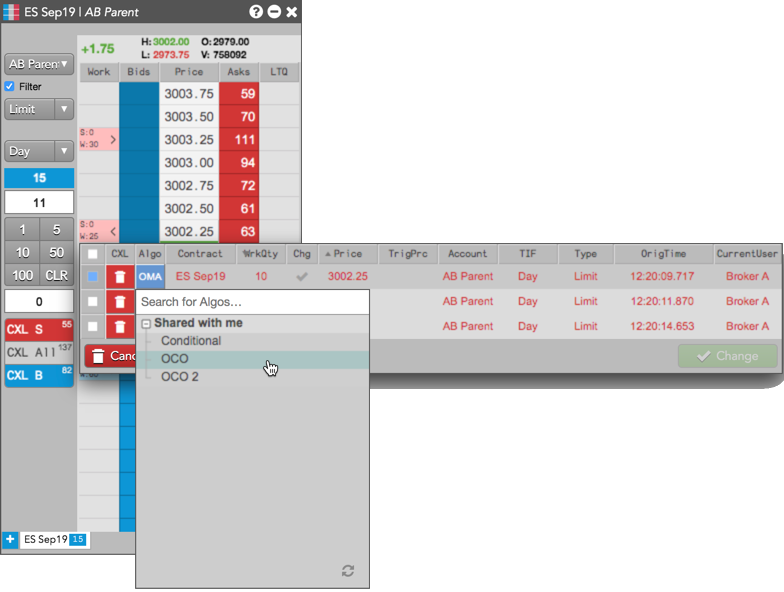 ES Sep19 | AB Parent
+1.75 H: 3002.00 O: 2979.00
L: 2973.75 V: 758092
AB Paren
Filter
Limit
Day
15
11
1 5
10 50
100 CLR
0
CXL S 55
CXL All 137
CXL B 82
Work Bids Price Asks LTQ
3003.75 59
3003.50 70
S:0
W:30 3003.25 111
3003.00 94
3002.75 72
3002.50 61
S:0
W:25 3002.25 63
CXL Algo Contract WrkQty Chg Price TrigPrc Account TIF Type OrigTime CurrentUser
OMA ES Sep19 10 3002.25 AB Parent Day Limit 12:20:09.717 Broker A
AB Parent Day Limit 12:20:11.870 Broker A
AB Parent Day Limit 12:20:14.653 Broker A
Canc
Change
Search for Algos...
Shared with me
Conditional
OCO
OCO 2
ES Sep19 15